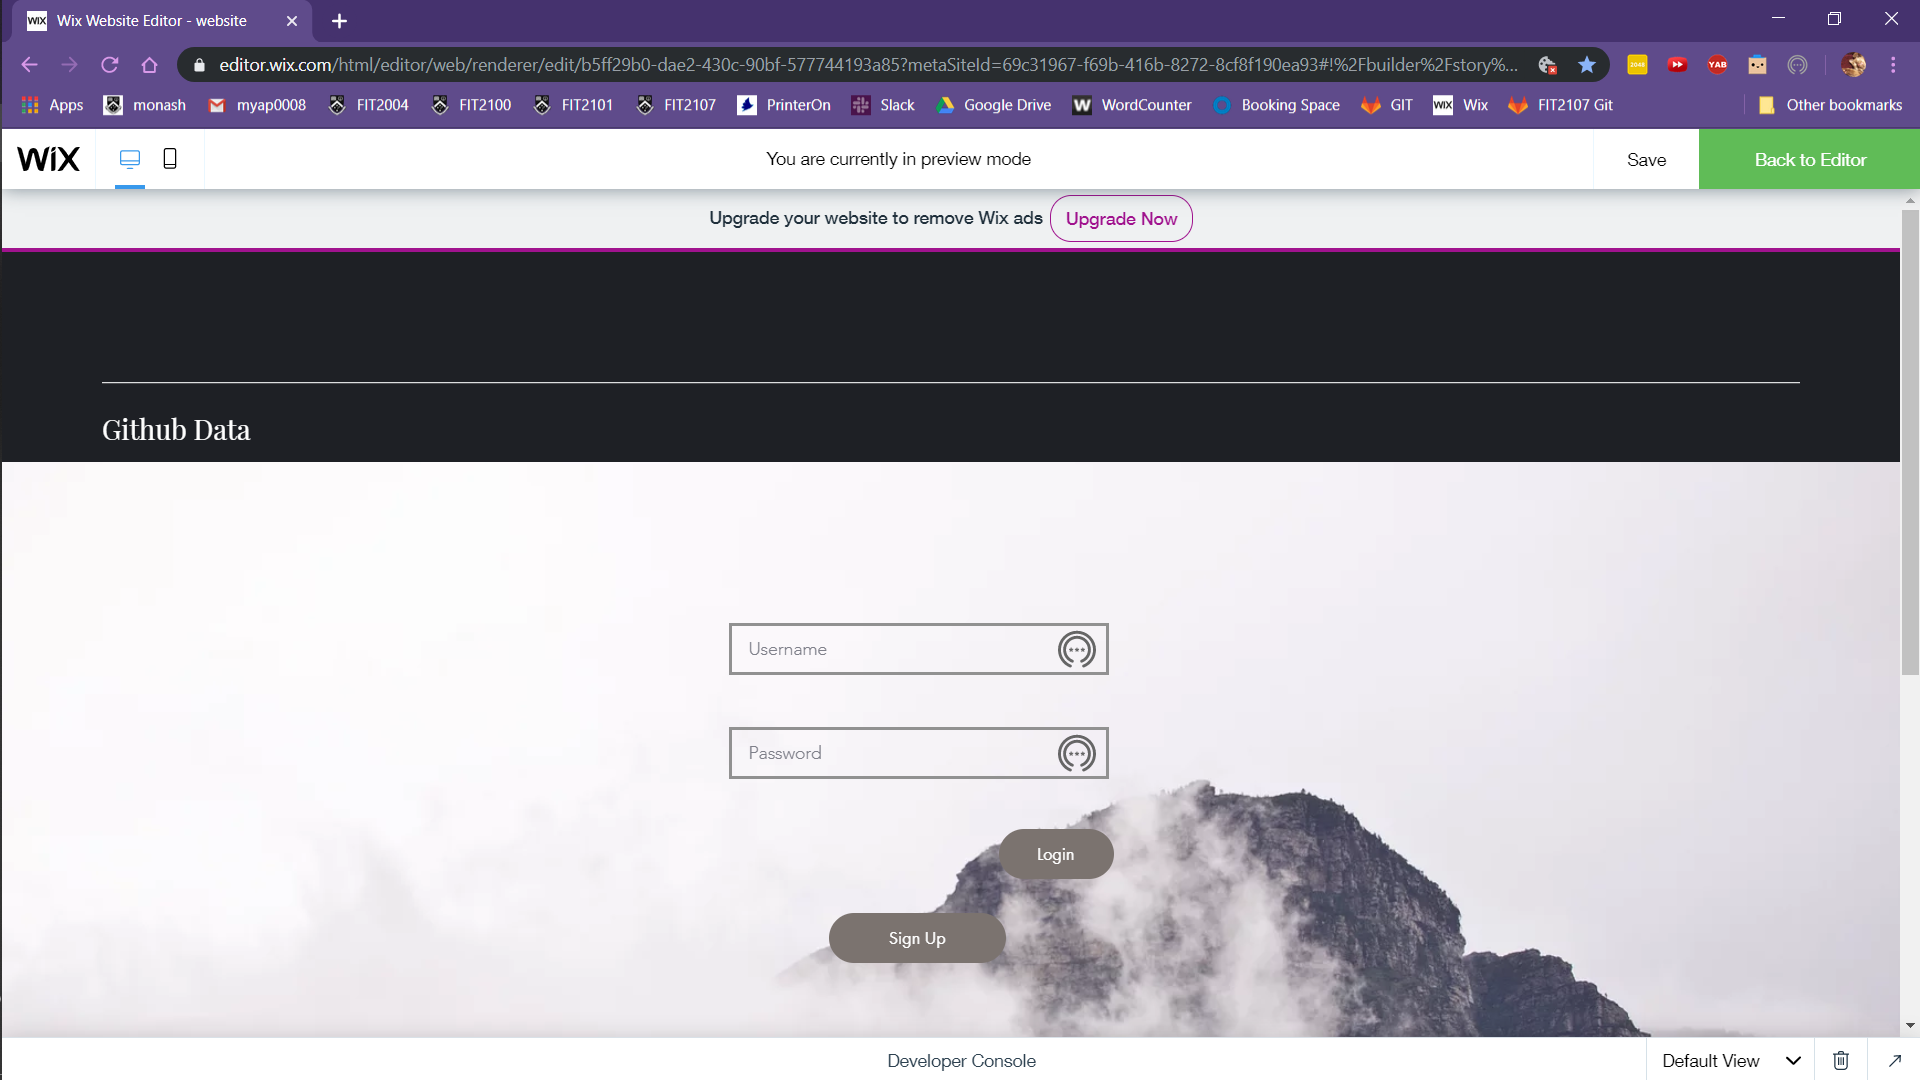 WIX Wix Website Editor - website
editor.wix.com/html/editor/web/renderer/edit/b5ff29b0-dae2-430c-90bf-577744193a85?metaSiteId=69c31967-f69b-416b-8272-8cf8f190ea93#!%2Fbuilder%2Fstory%... 2048 YAB
Apps monash myap0008 FIT2004 FIT2100 FIT2101 FIT2107 PrinterOn Slack Google Drive W WordCounter Booking Space GIT WIX Wix FIT2107 Git Other bookmarks
WiX You are currently in preview mode Save Back to Editor
Upgrade your website to remove Wix ads Upgrade Now
Github Data
Username
Password
Login
Sign Up
Developer Console Default View